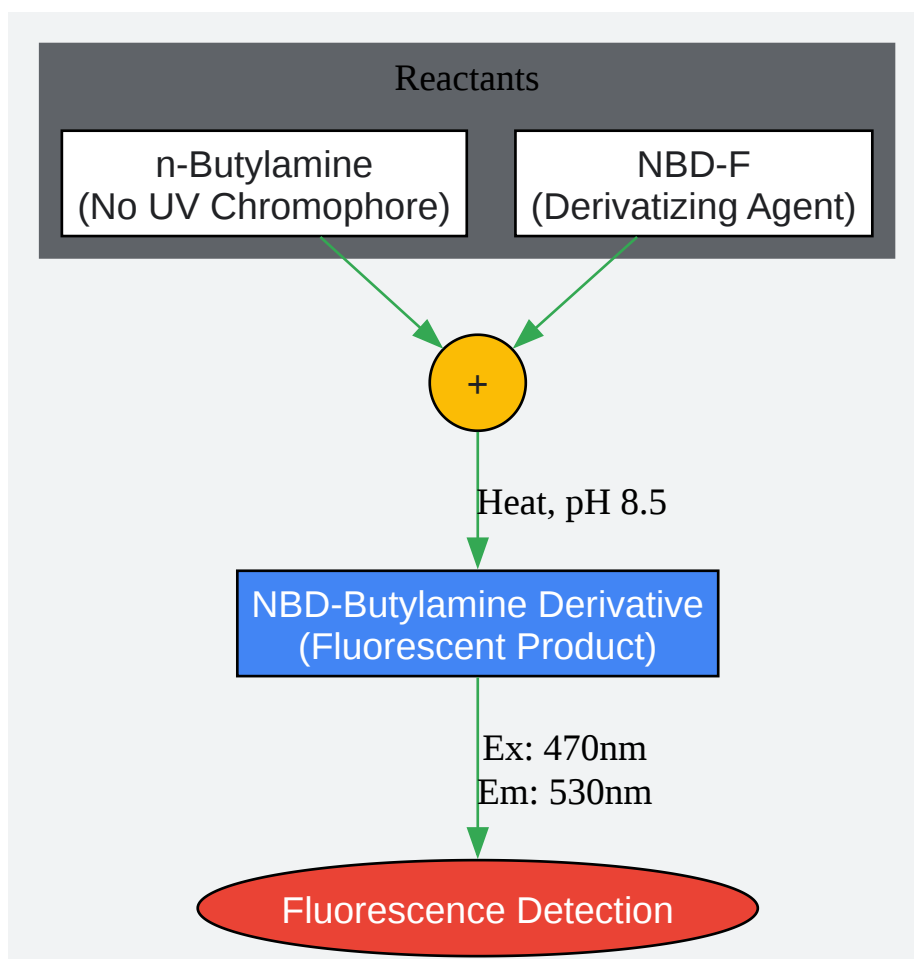 Reactants
n-Butylamine
(No UV Chromophore)
NBD-F
(Derivatizing Agent)
+
Heat, pH 8.5
NBD-Butylamine Derivative
(Fluorescent Product)
Ex: 470nm
Em: 530nm
Fluorescence Detection